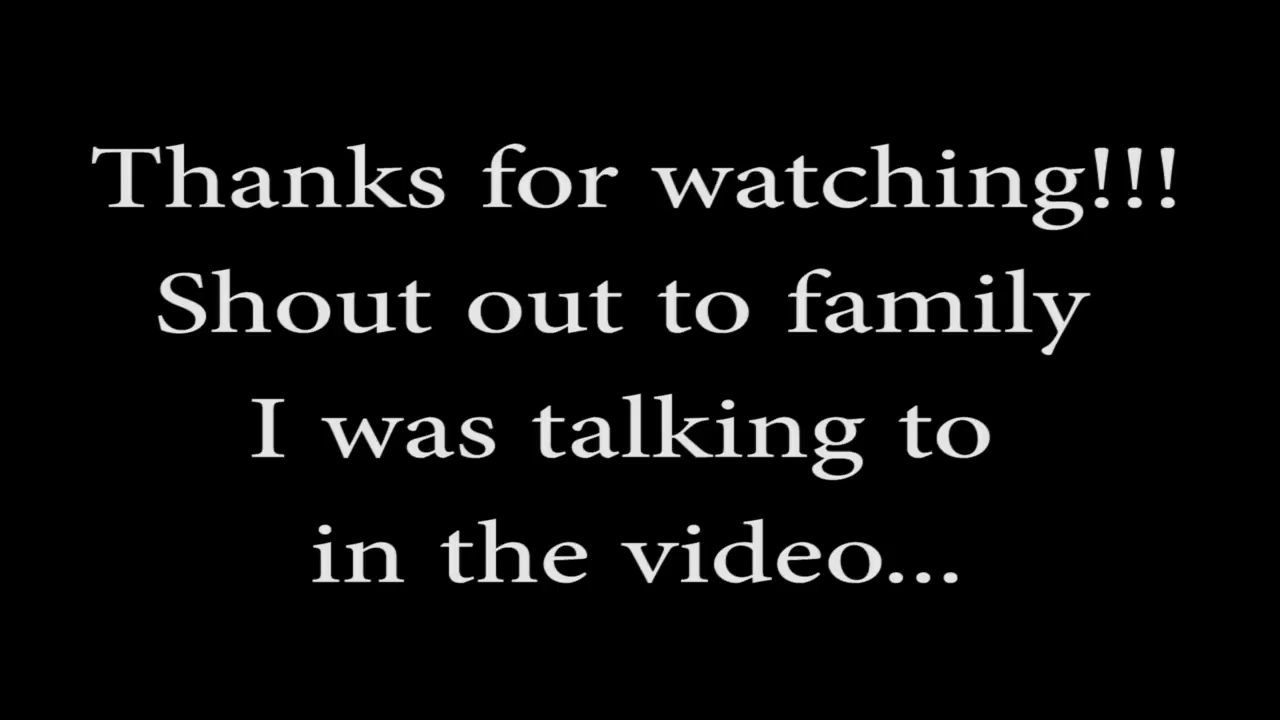 Thanks for watching!!!
Shout out to family
I was talking to
in the video...